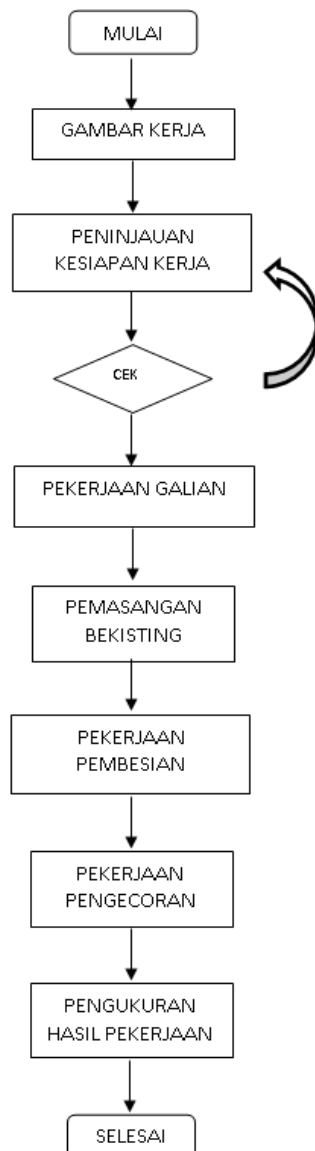 MULAI
GAMBAR KERJA
PENINJAUAN
KESIAPAN KERJA
CEK
PEKERJAAN GALIAN
PEMASANGAN
BEKISTING
PEKERJAAN
PEMBESIAN
PEKERJAAN
PENGECORAN
PENGUKURAN
HASIL PEKERJAAN
SELESAI